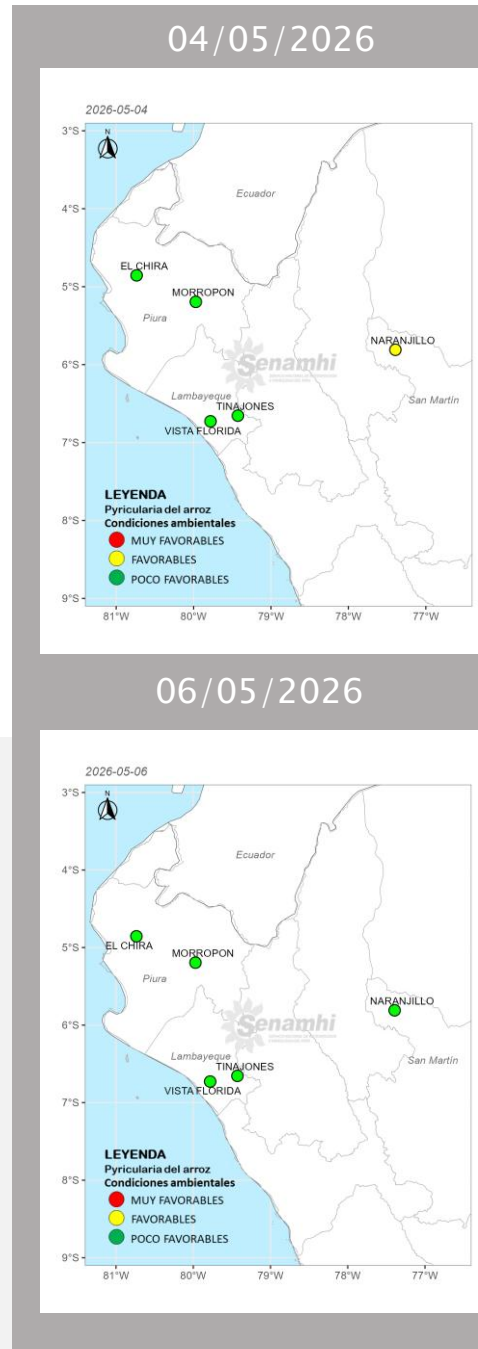 04/05/2026
2026-05-04
N
3°S
4°S
5°S
6°S
7°S
8°S
9°S
Ecuador
EL CHIRA
MORROPON
Piura
NARANJILLO
Senamhi
Lambayeque
San Martín
TINAJONES
VISTA FLORIDA
LEYENDA
Pyricularia del arroz
Condiciones ambientales
MUY FAVORABLES
FAVORABLES
POCO FAVORABLES
81°W 80°W 79°W 78°W 77°W
06/05/2026
2026-05-06
N
3°S
4°S
5°S
6°S
7°S
8°S
9°S
Ecuador
EL CHIRA
MORROPON
Piura
NARANJILLO
Senamhi
Lambayeque
San Martín
TINAJONES
VISTA FLORIDA
LEYENDA
Pyricularia del arroz
Condiciones ambientales
MUY FAVORABLES
FAVORABLES
POCO FAVORABLES
81°W 80°W 79°W 78°W 77°W